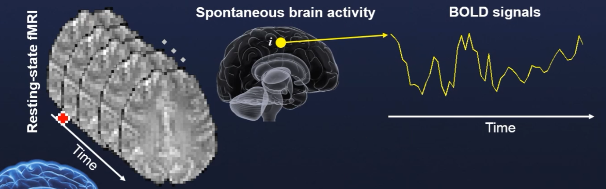 Resting-state fMRI
Time
Spontaneous brain activity
i
BOLD signals
Time